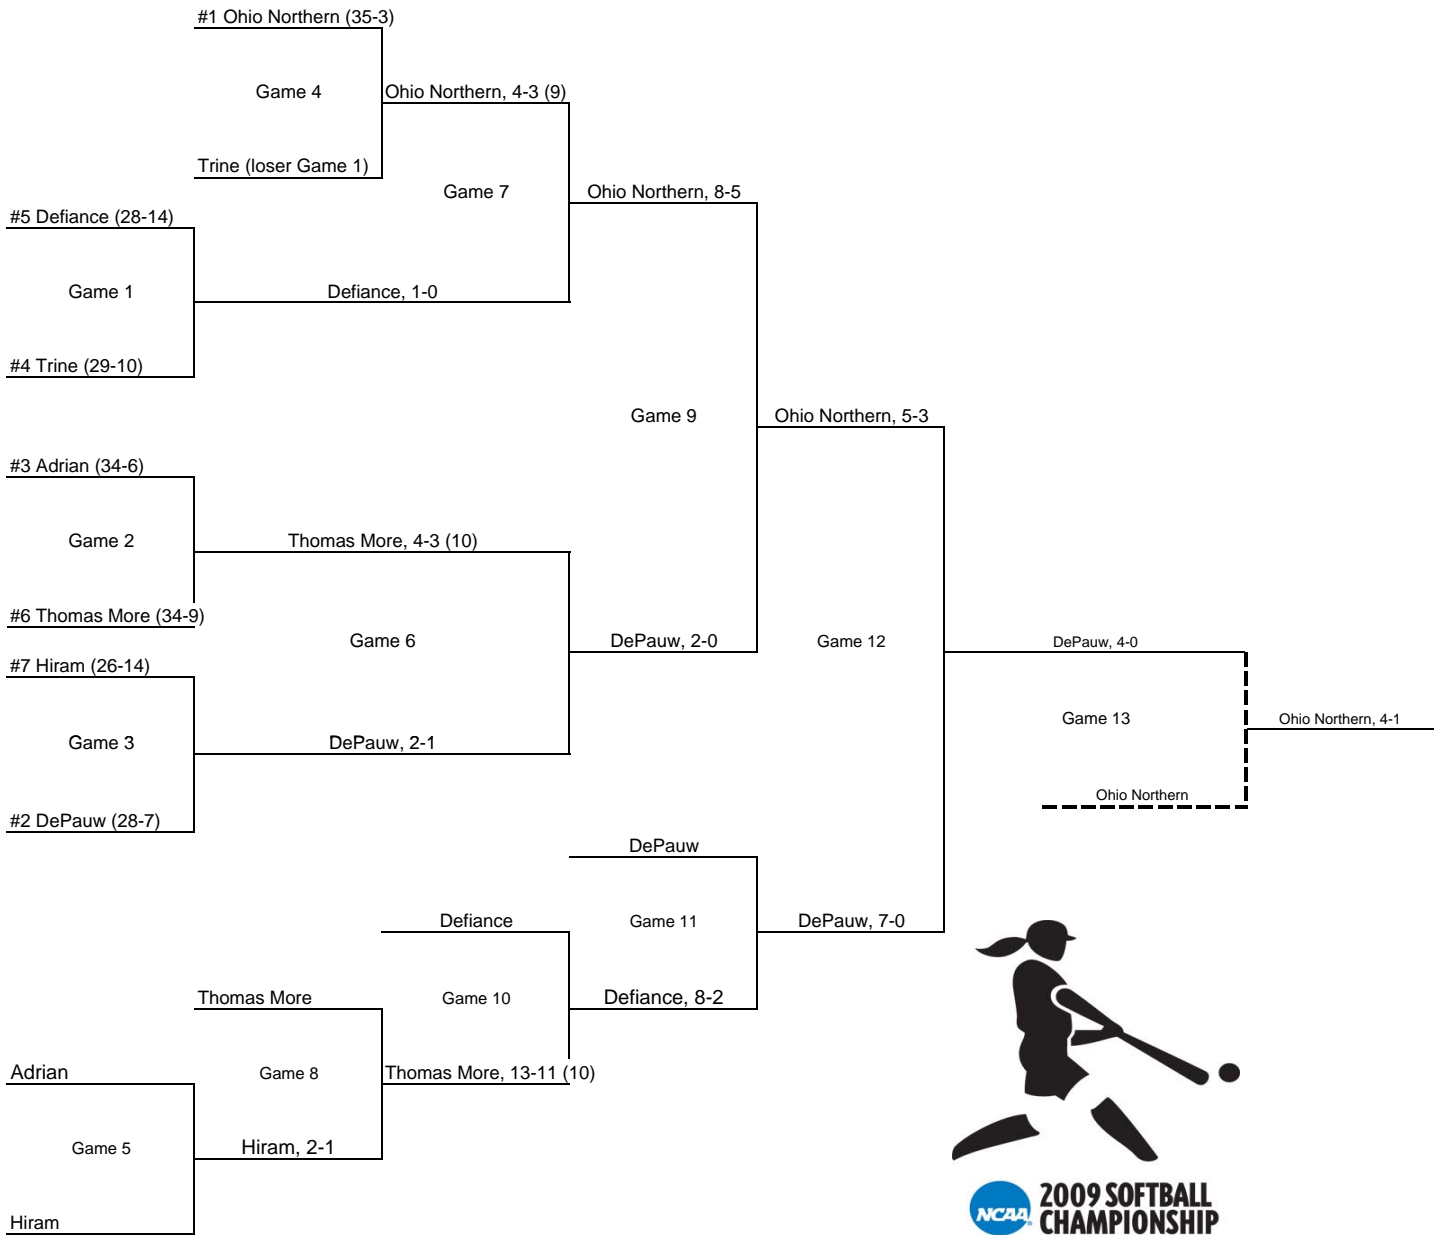 #1 Ohio Northern (35-3)
Game 4
Ohio Northern, 4-3 (9)
Trine (loser Game 1)
Game 7
Ohio Northern, 8-5
#5 Defiance (28-14)
Game 1
Defiance, 1-0
#4 Trine (29-10)
Game 9
Ohio Northern, 5-3
#3 Adrian (34-6)
Game 2
Thomas More, 4-3 (10)
#6 Thomas More (34-9)
Game 6
DePauw, 2-0
Game 12
DePauw, 4-0
#7 Hiram (26-14)
Game 13
Ohio Northern, 4-1
Game 3
DePauw, 2-1
Ohio Northern
#2 DePauw (28-7)
DePauw
Defiance
Game 11
DePauw, 7-0
Thomas More
Game 10
Defiance, 8-2
Adrian
Game 8
Thomas More, 13-11 (10)
Game 5
Hiram, 2-1
Hiram
NCAA
2009 SOFTBALL
CHAMPIONSHIP